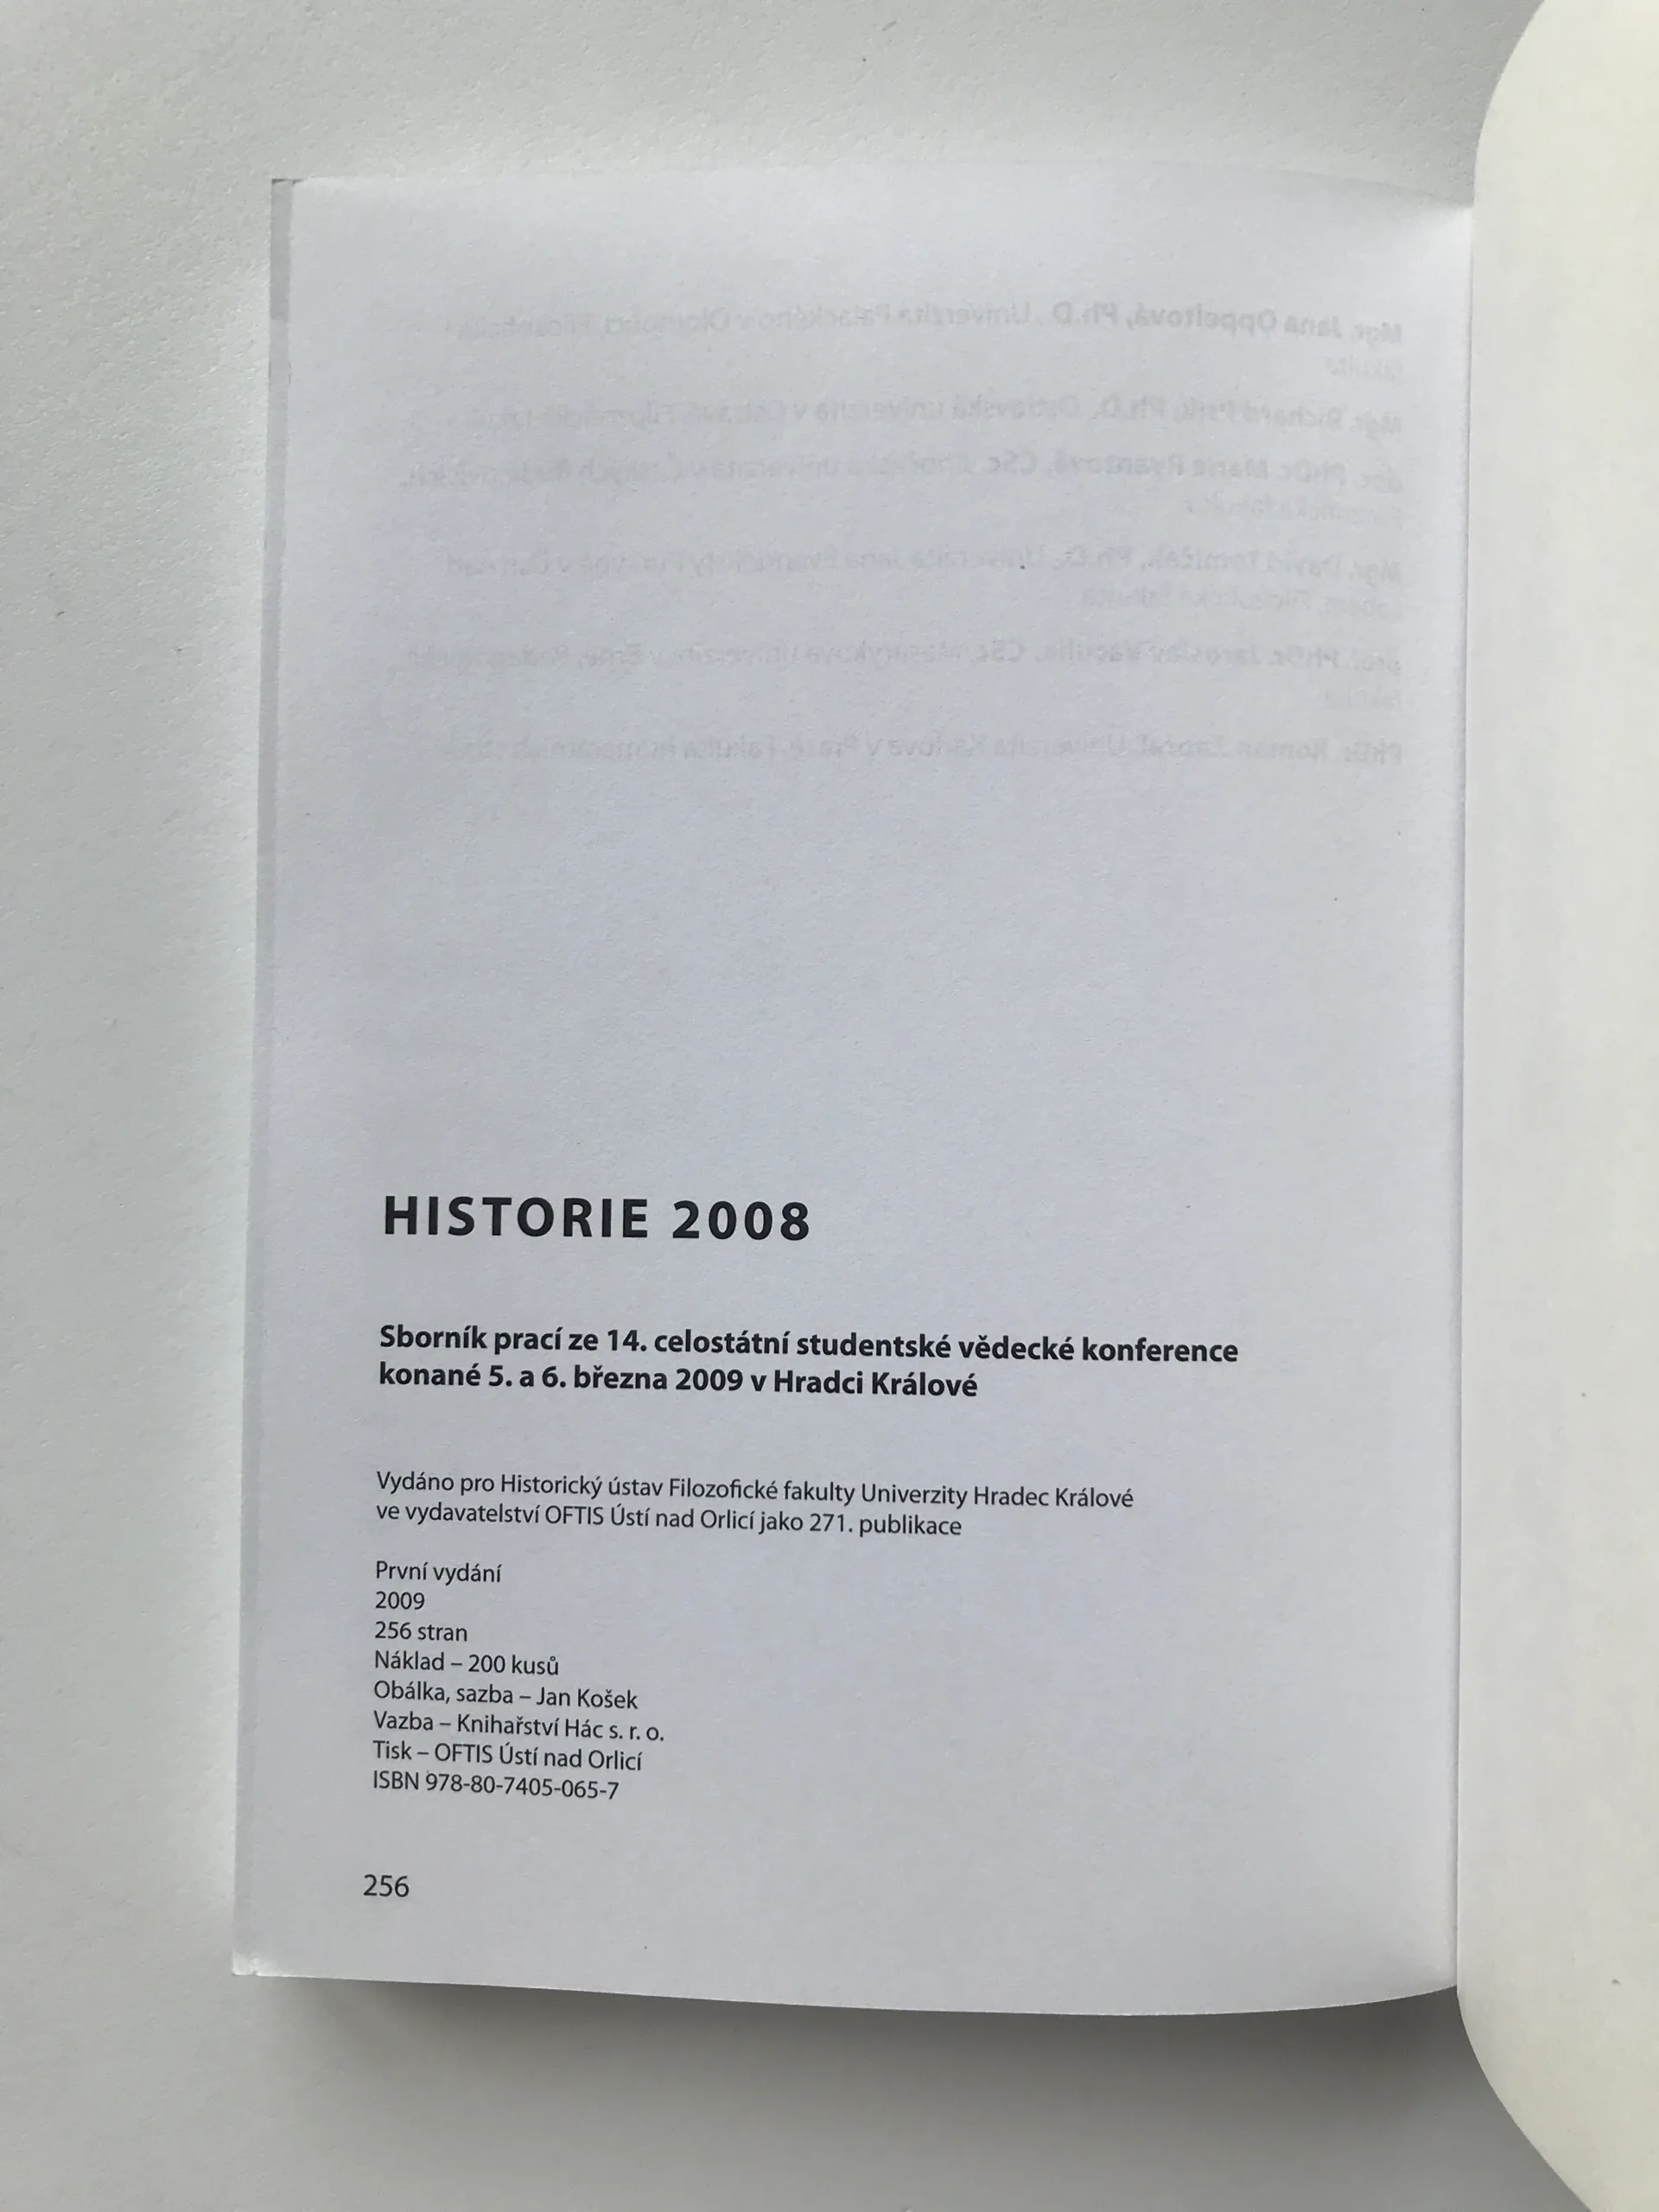 HISTORIE 2008
Sborník prací ze 14. celostátní studentské vědecké konference
konané 5. a 6. března 2009 v Hradci Králové
Vydáno pro Historický ústav Filozofické fakulty Univerzity Hradec Králové
ve vydavatelství OFTIS Ústí nad Orlicí jako 271. publikace
První vydání
2009
256 stran
Náklad – 200 kusů
Obálka, sazba – Jan Košek
Vazba – Knihařství Hác s. r. o.
Tisk – OFTIS Ústí nad Orlicí
ISBN 978-80-7405-065-7
256